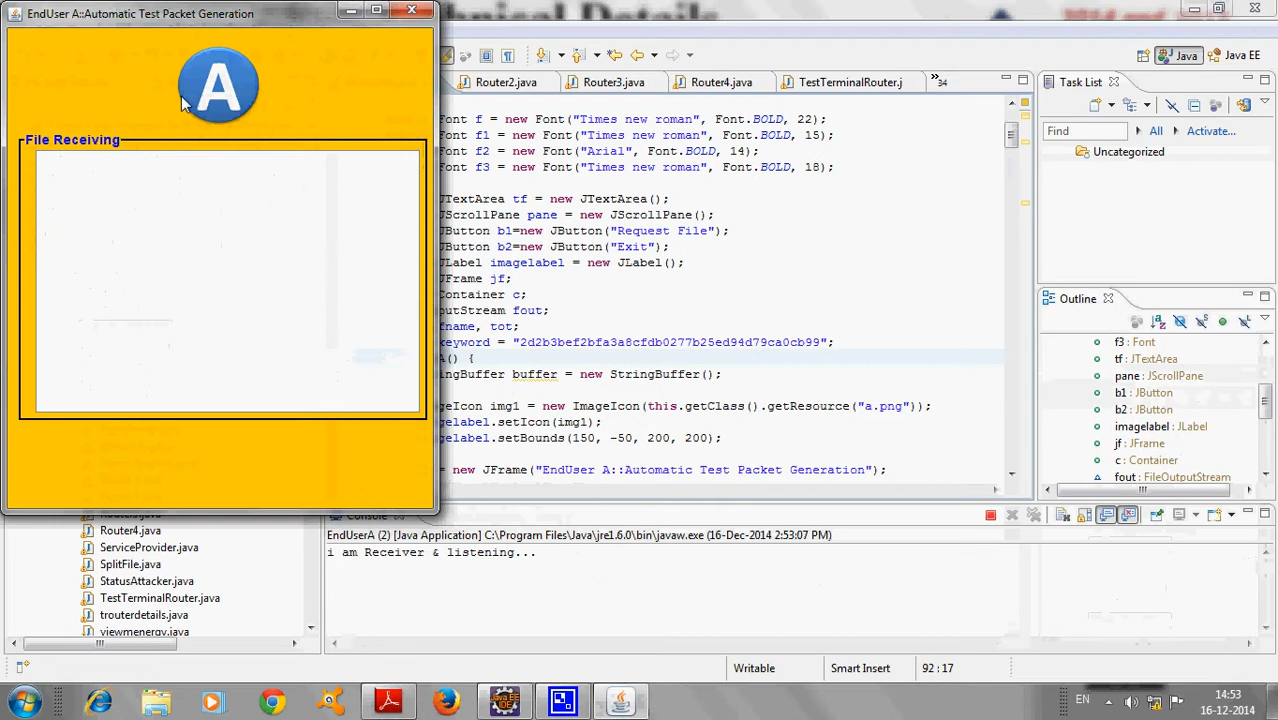 EndUser A::Automatic Test Packet Generation
A
File Receiving
Java
Java EE
Router2.java
Router3.java
Router4.java
TestTerminalRouter.j
»34
Font f = new Font("Times new roman", Font.BOLD, 22);
Font f1 = new Font("Times new roman", Font.BOLD, 15);
Font f2 = new Font("Arial", Font.BOLD, 14);
Font f3 = new Font("Times new roman", Font.BOLD, 18);
JTextArea tf = new JTextArea();
JScrollPane pane = new JScrollPane();
JButton b1=new JButton("Request File");
JButton b2=new JButton("Exit");
JLabel imagelabel = new JLabel();
JFrame jf;
Container c;
putStream fout;
fname, tot;
keyword = "2d2b3bef2bfa3a8cfdb0277b25ed94d79ca0cb99";
A() {
ingBuffer buffer = new StringBuffer();
geIcon img1 = new ImageIcon(this.getClass().getResource("a.png"));
gelabel.setIcon(img1);
gelabel.setBounds(150, -50, 200, 200);
= new JFrame("EndUser A::Automatic Test Packet Generation");
Task List
Find
All
Activate...
Uncategorized
Outline
f3 : Font
tf : JTextArea
pane : JScrollPane
b1 : JButton
b2 : JButton
imagelabel : JLabel
jf : JFrame
c : Container
fout : FileOutputStream
Router4.java
ServiceProvider.java
SplitFile.java
StatusAttacker.java
TestTerminalRouter.java
trouterdetails.java
viewmenergy.java
Console
EndUserA (2) [Java Application] C:\Program Files\Java\jre1.6.0\bin\javaw.exe (16-Dec-2014 2:53:07 PM)
i am Receiver & listening...
Writable
Smart Insert
92 : 17
Java EE
IDE
EN
14:53
16-12-2014